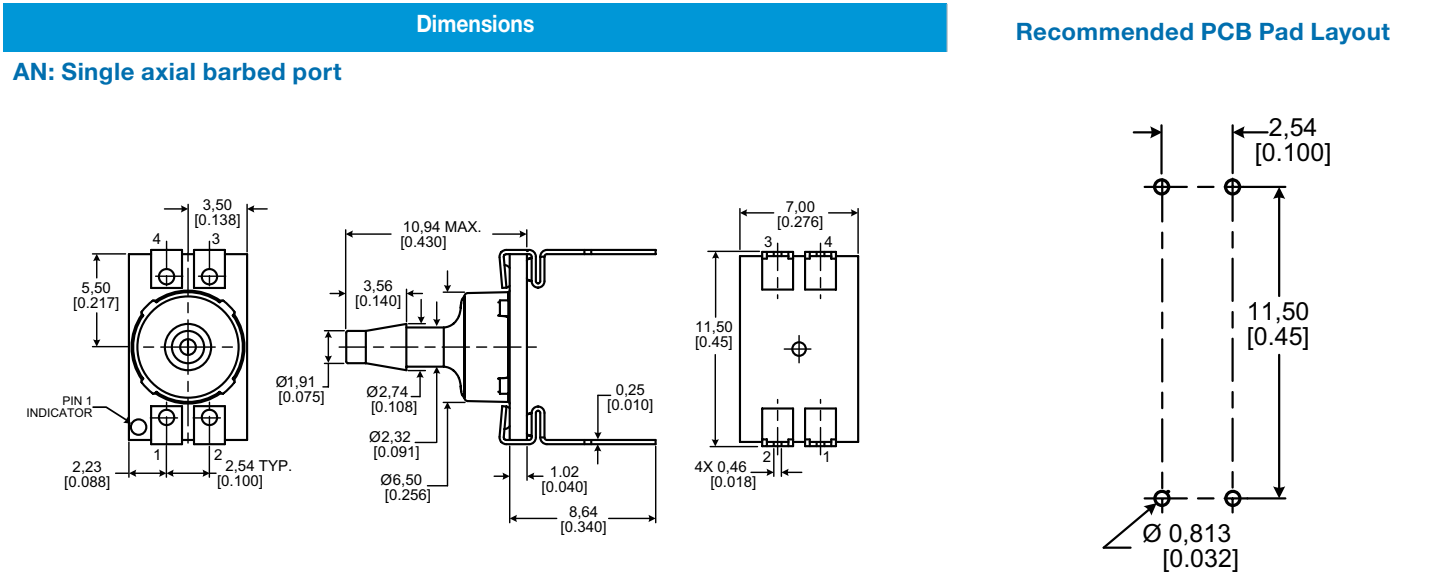 Dimensions
Recommended PCB Pad Layout
AN: Single axial barbed port
3,50
[0.138]
4
3
5,50
[0.217]
PIN 1
INDICATOR
1
2
2,23
[0.088]
2,54 TYP.
[0.100]
10,94 MAX.
[0.430]
3,56
[0.140]
Ø1,91
[0.075]
Ø2,74
[0.108]
Ø2,32
[0.091]
Ø6,50
[0.256]
0,25
[0.010]
1.02
[0.040]
8,64
[0.340]
7,00
[0.276]
3
4
11,50
[0.45]
2
1
4X 0,46
[0.018]
2,54
[0.100]
11,50
[0.45]
Ø 0,813
[0.032]